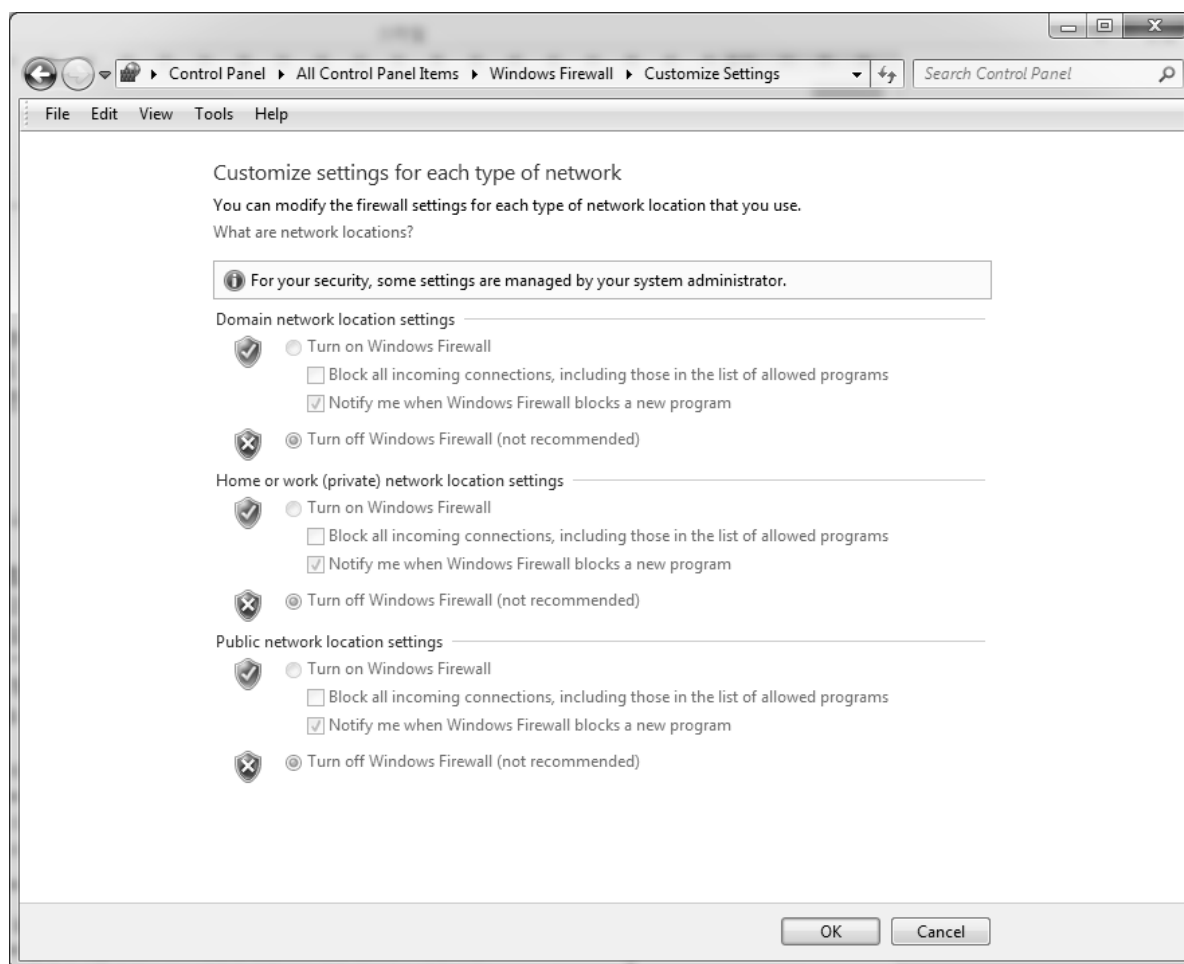 Control Panel All Control Panel Items Windows Firewall Customize Settings Search Control Panel
File Edit View Tools Help
Customize settings for each type of network
You can modify the firewall settings for each type of network location that you use.
What are network locations?
For your security, some settings are managed by your system administrator.
Domain network location settings
Turn on Windows Firewall
Block all incoming connections, including those in the list of allowed programs
Notify me when Windows Firewall blocks a new program
Turn off Windows Firewall (not recommended)
Home or work (private) network location settings
Turn on Windows Firewall
Block all incoming connections, including those in the list of allowed programs
Notify me when Windows Firewall blocks a new program
Turn off Windows Firewall (not recommended)
Public network location settings
Turn on Windows Firewall
Block all incoming connections, including those in the list of allowed programs
Notify me when Windows Firewall blocks a new program
Turn off Windows Firewall (not recommended)
OK Cancel